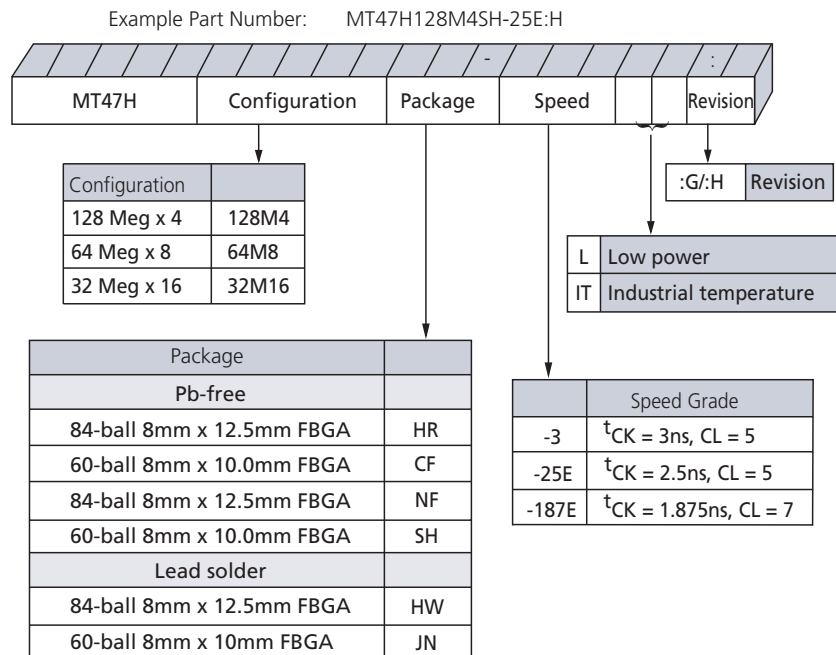 Example Part Number: MT47H128M4SH-25E:H
- :
MT47H Configuration Package Speed Revision
Configuration
128 Meg x 4 128M4
64 Meg x 8 64M8
32 Meg x 16 32M16
:G/:H Revision
L Low power
IT Industrial temperature
Package
Pb-free
84-ball 8mm x 12.5mm FBGA HR
60-ball 8mm x 10.0mm FBGA CF
84-ball 8mm x 12.5mm FBGA NF
60-ball 8mm x 10.0mm FBGA SH
Lead solder
84-ball 8mm x 12.5mm FBGA HW
60-ball 8mm x 10mm FBGA JN
Speed Grade
-3 tCK = 3ns, CL = 5
-25E tCK = 2.5ns, CL = 5
-187E tCK = 1.875ns, CL = 7